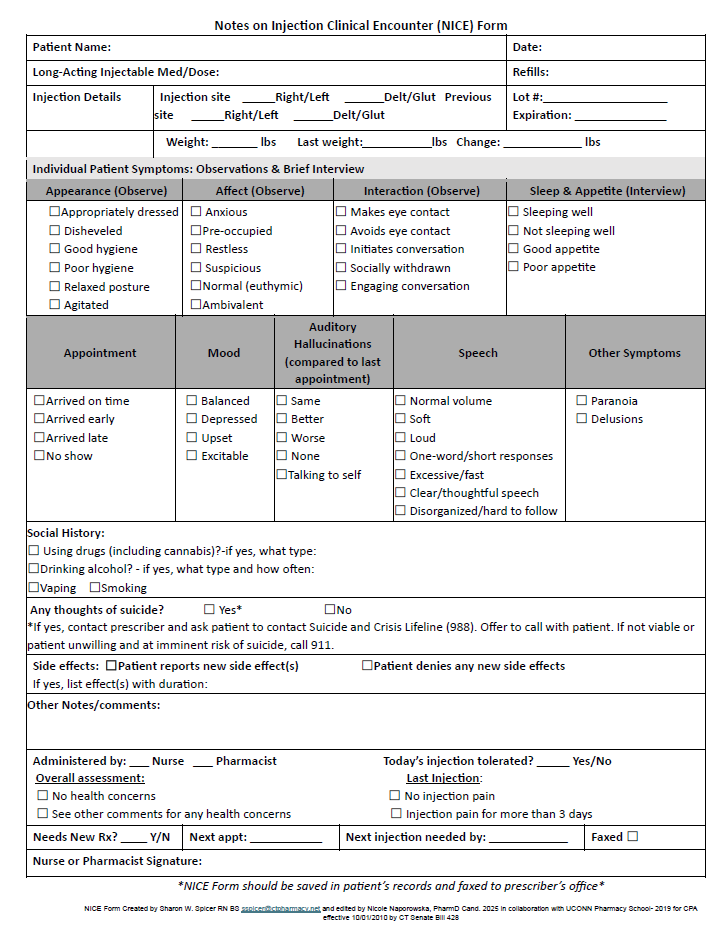 Notes on Injection Clinical Encounter (NICE) Form
Patient Name: Date:
Long-Acting Injectable Med/Dose: Refills:
Injection Details Injection site _____Right/Left ______Delt/Glut Previous Lot #:___________________
site _____Right/Left ______Delt/Glut Expiration: ______________
Weight: _______ lbs Last weight:___________lbs Change: ____________ lbs
Individual Patient Symptoms: Observations & Brief Interview
Appearance (Observe) Affect (Observe) Interaction (Observe) Sleep & Appetite (Interview)
☐Appropriately dressed ☐ Anxious ☐ Makes eye contact ☐ Sleeping well
☐ Disheveled ☐Pre-occupied ☐ Avoids eye contact ☐ Not sleeping well
☐ Good hygiene ☐ Restless ☐ Initiates conversation ☐ Good appetite
☐ Poor hygiene ☐ Suspicious ☐ Socially withdrawn ☐ Poor appetite
☐ Relaxed posture ☐Normal (euthymic) ☐ Engaging conversation
☐ Agitated ☐Ambivalent
Appointment Mood Auditory Hallucinations (compared to last appointment) Speech Other Symptoms
☐Arrived on time ☐ Balanced ☐ Same ☐ Normal volume ☐ Paranoia
☐Arrived early ☐ Depressed ☐ Better ☐ Soft ☐ Delusions
☐Arrived late ☐ Upset ☐ Worse ☐ Loud
☐No show ☐ Excitable ☐ None ☐ One-word/short responses
☐Talking to self ☐ Excessive/fast
☐ Clear/thoughtful speech
☐ Disorganized/hard to follow
Social History:
☐ Using drugs (including cannabis)?-if yes, what type:
☐Drinking alcohol? - if yes, what type and how often:
☐Vaping ☐Smoking
Any thoughts of suicide? ☐ Yes* ☐No
*If yes, contact prescriber and ask patient to contact Suicide and Crisis Lifeline (988). Offer to call with patient. If not viable or
patient unwilling and at imminent risk of suicide, call 911.
Side effects: ☐Patient reports new side effect(s) ☐Patient denies any new side effects
If yes, list effect(s) with duration:
Other Notes/comments:
Administered by: ___ Nurse ___ Pharmacist Today's injection tolerated? _____ Yes/No
Overall assessment: Last Injection:
☐ No health concerns ☐ No injection pain
☐ See other comments for any health concerns ☐ Injection pain for more than 3 days
Needs New Rx? ____ Y/N Next appt: ___________ Next injection needed by: ____________ Faxed ☐
Nurse or Pharmacist Signature:
*NICE Form should be saved in patient's records and faxed to prescriber's office*
NICE Form Created by Sharon W. Spicer RN BS sspicer@ctpharmacy.net and edited by Nicole Naporowska, PharmD Cand. 2025 in collaboration with UCONN Pharmacy School- 2019 for CPA
effective 10/01/2010 by CT Senate Bill 428